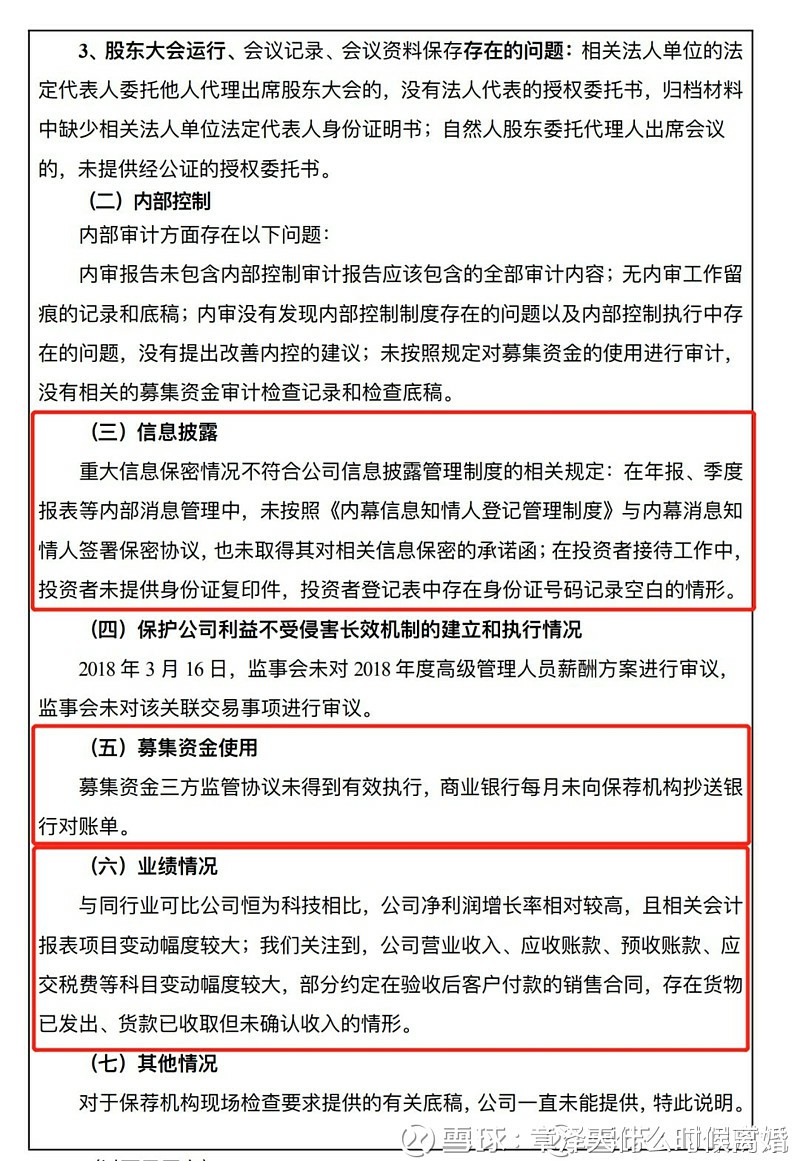 3、股东大会运行、会议记录、会议资料保存存在的问题：相关法人单位的法
定代表人委托他人代理出席股东大会的，没有法人代表的授权委托书，归档材料
中缺少相关法人单位法定代表人身份证明书；自然人股东委托代理人出席会议
的，未提供经公证的授权委托书。
（二）内部控制
内部审计方面存在以下问题：
内审报告未包含内部控制审计报告应该包含的全部审计内容；无内审工作留
痕的记录和底稿；内审没有发现内部控制制度存在的问题以及内部控制执行中存
在的问题，没有提出改善内控的建议；未按照规定对募集资金的使用进行审计，
没有相关的募集资金审计检查记录和检查底稿。
（三）信息披露
重大信息保密情况不符合公司信息披露管理制度的相关规定：在年报、季度
报表等内部消息管理中，未按照《内幕信息知情人登记管理制度》与内幕消息知
情人签署保密协议，也未取得其对相关信息保密的承诺函；在投资者接待工作中，
投资者未提供身份证复印件，投资者登记表中存在身份证号码记录空白的情形。
（四）保护公司利益不受侵害长效机制的建立和执行情况
2018 年 3 月 16 日，监事会未对 2018 年度高级管理人员薪酬方案进行审议，
监事会未对该关联交易事项进行审议。
（五）募集资金使用
募集资金三方监管协议未得到有效执行，商业银行每月未向保荐机构抄送银
行对账单。
（六）业绩情况
与同行业可比公司恒为科技相比，公司净利润增长率相对较高，且相关会计
报表项目变动幅度较大；我们关注到，公司营业收入、应收账款、预收账款、应
交税费等科目变动幅度较大，部分约定在验收后客户付款的销售合同，存在货物
已发出、货款已收取但未确认收入的情形。
（七）其他情况
对于保荐机构现场检查要求提供的有关底稿，公司一直未能提供，特此说明。
雪球：章泽天什么时候离婚